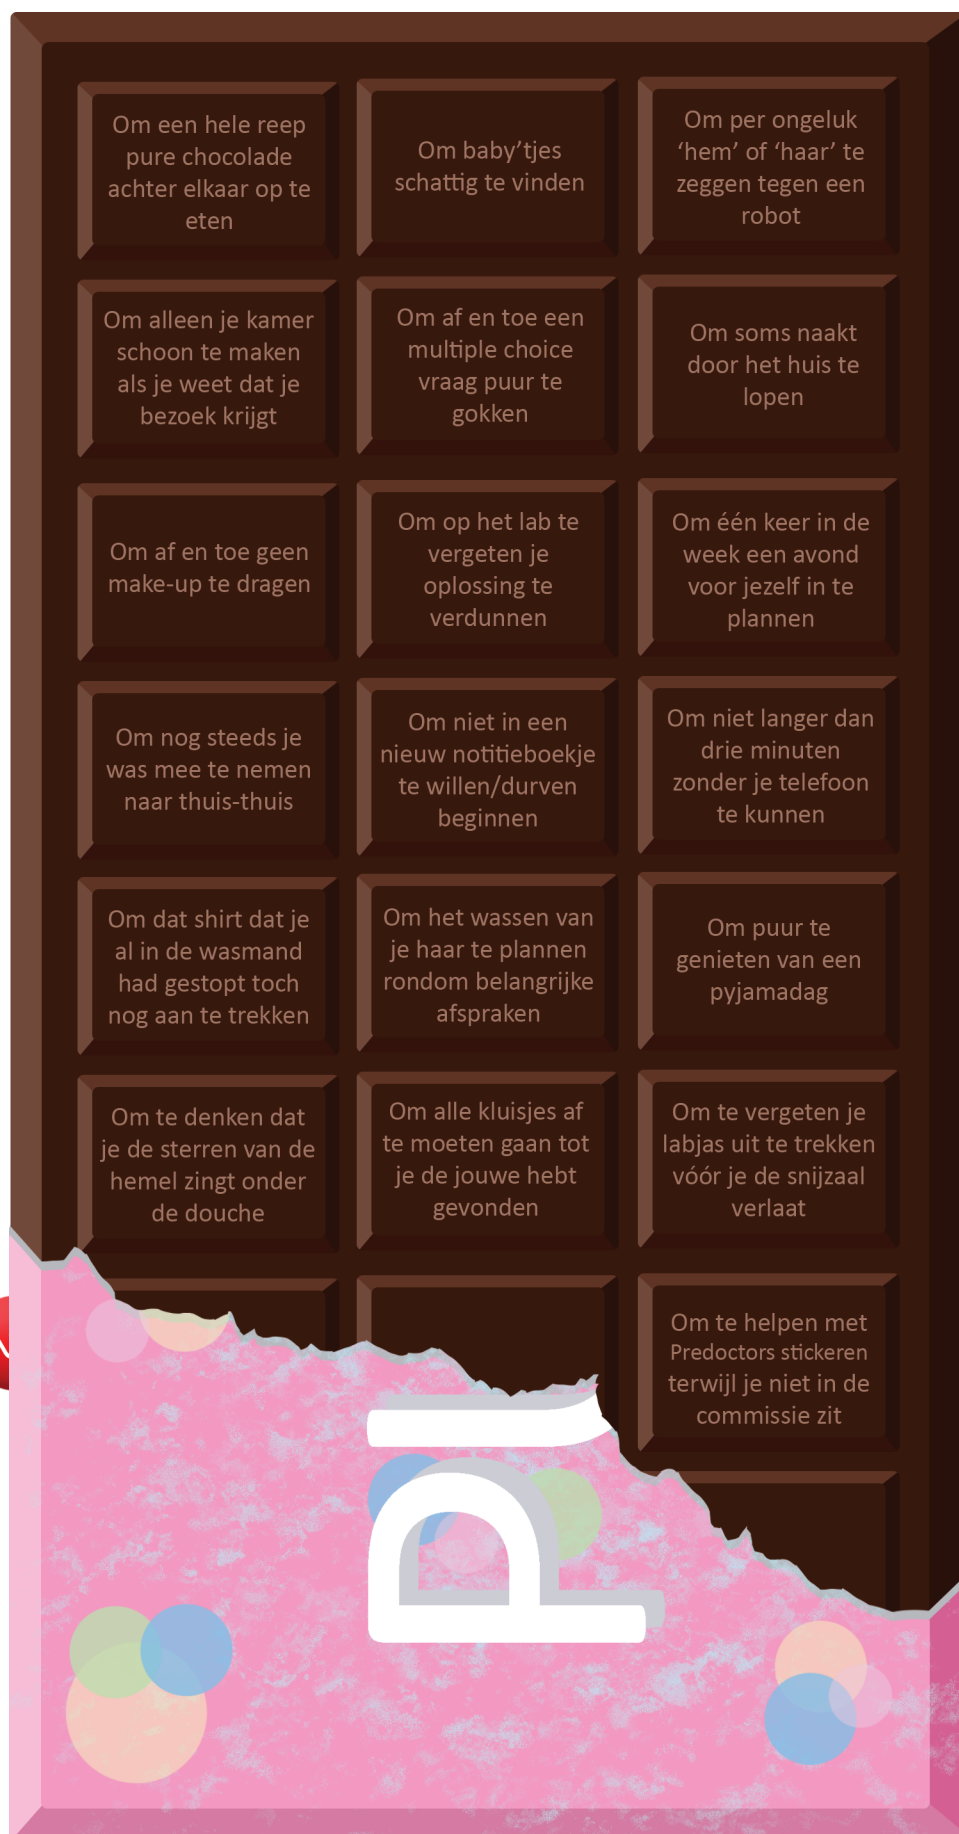 Om een hele reep
pure chocolade
achter elkaar op te
eten
Om baby’tjes
schattig te vinden
Om per ongeluk
‘hem’ of ‘haar’ te
zeggen tegen een
robot
Om alleen je kamer
schoon te maken
als je weet dat je
bezoek krijgt
Om af en toe een
multiple choice
vraag puur te
gokken
Om soms naakt
door het huis te
lopen
Om af en toe geen
make-up te dragen
Om op het lab te
vergeten je
oplossing te
verdunnen
Om één keer in de
week een avond
voor jezelf in te
plannen
Om nog steeds je
was mee te nemen
naar thuis-thuis
Om niet in een
nieuw notitieboekje
te willen/durven
beginnen
Om niet langer dan
drie minuten
zonder je telefoon
te kunnen
Om dat shirt dat je
al in de wasmand
had gestopt toch
nog aan te trekken
Om het wassen van
je haar te plannen
rondom belangrijke
afspraken
Om puur te
genieten van een
pyjamadag
Om te denken dat
je de sterren van de
hemel zingt onder
de douche
Om alle kluisjes af
te moeten gaan tot
je de jouwe hebt
gevonden
Om te vergeten je
labjas uit te trekken
vóór je de snijzaal
verlaat
Om te helpen met
Predoctors stickeren
terwijl je niet in de
commissie zit